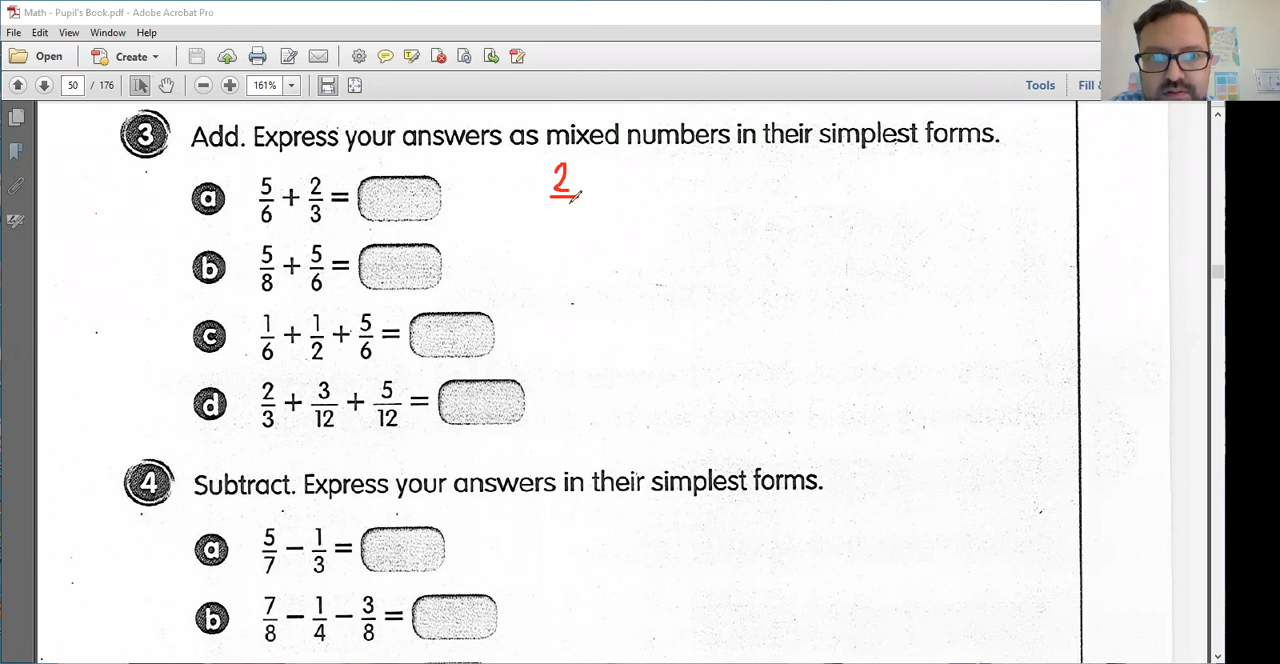 Math - Pupil's Book.pdf - Adobe Acrobat Pro
File Edit View Window Help
Open Create
50 / 176 161% Tools Fill &
3 Add. Express your answers as mixed numbers in their simplest forms.
2
a 5/6 + 2/3 =
b 5/8 + 5/6 =
c 1/6 + 1/2 + 5/6 =
d 2/3 + 3/12 + 5/12 =
4 Subtract. Express your answers in their simplest forms.
a 5/7 − 1/3 =
b 7/8 − 1/4 − 3/8 =